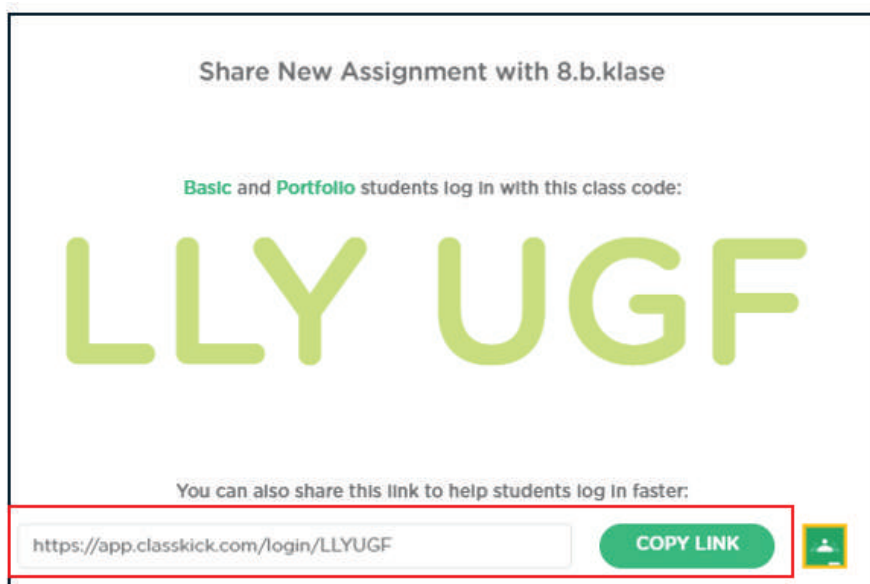 Share New Assignment with 8.b.klase
Basic and Portfolio students log in with this class code:
LLY UGF
You can also share this link to help students log in faster:
https://app.classkick.com/login/LLYUGF COPY LINK